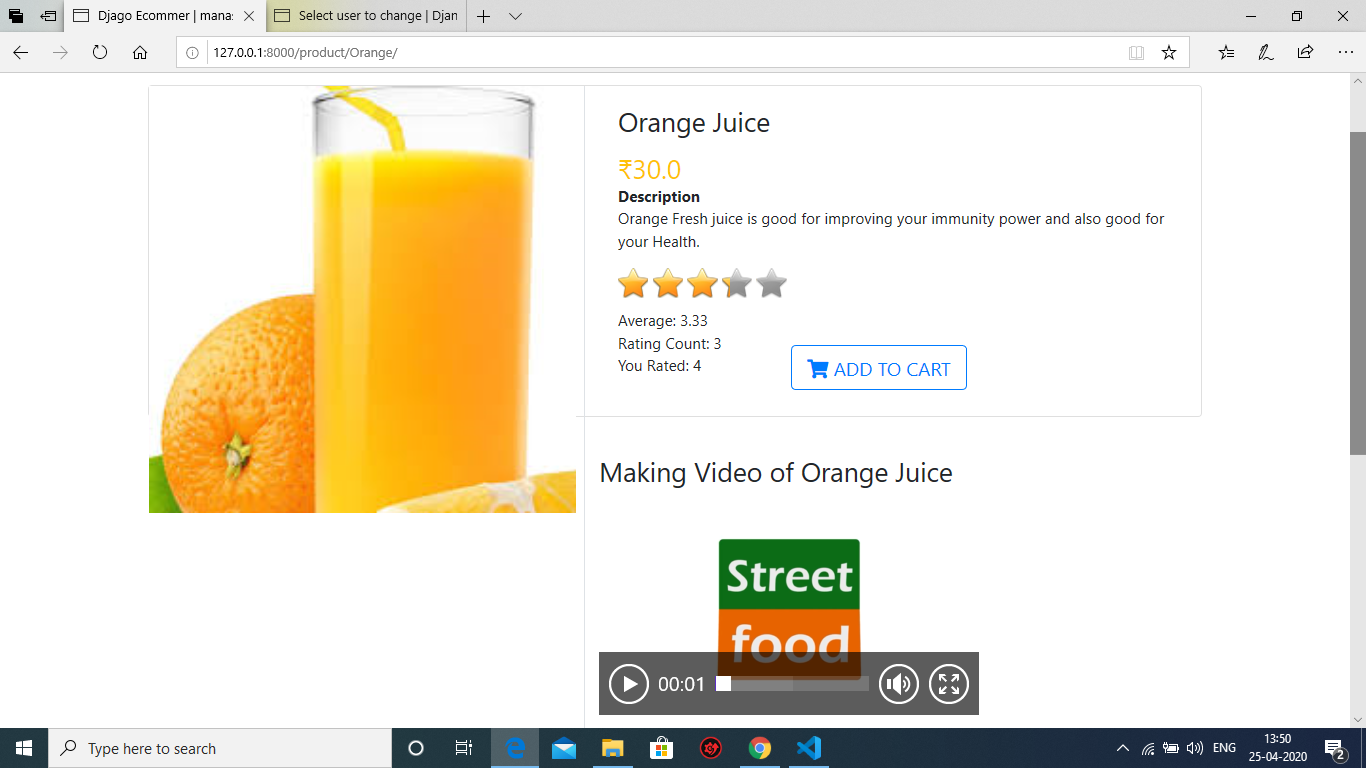 Djago Ecommer | mana
Select user to change | Djan
127.0.0.1:8000/product/Orange/
Orange Juice
₹30.0
Description
Orange Fresh juice is good for improving your immunity power and also good for
your Health.
Average: 3.33
Rating Count: 3
You Rated: 4
ADD TO CART
Making Video of Orange Juice
Street
food
00:01
Type here to search
ENG
13:50
25-04-2020
2